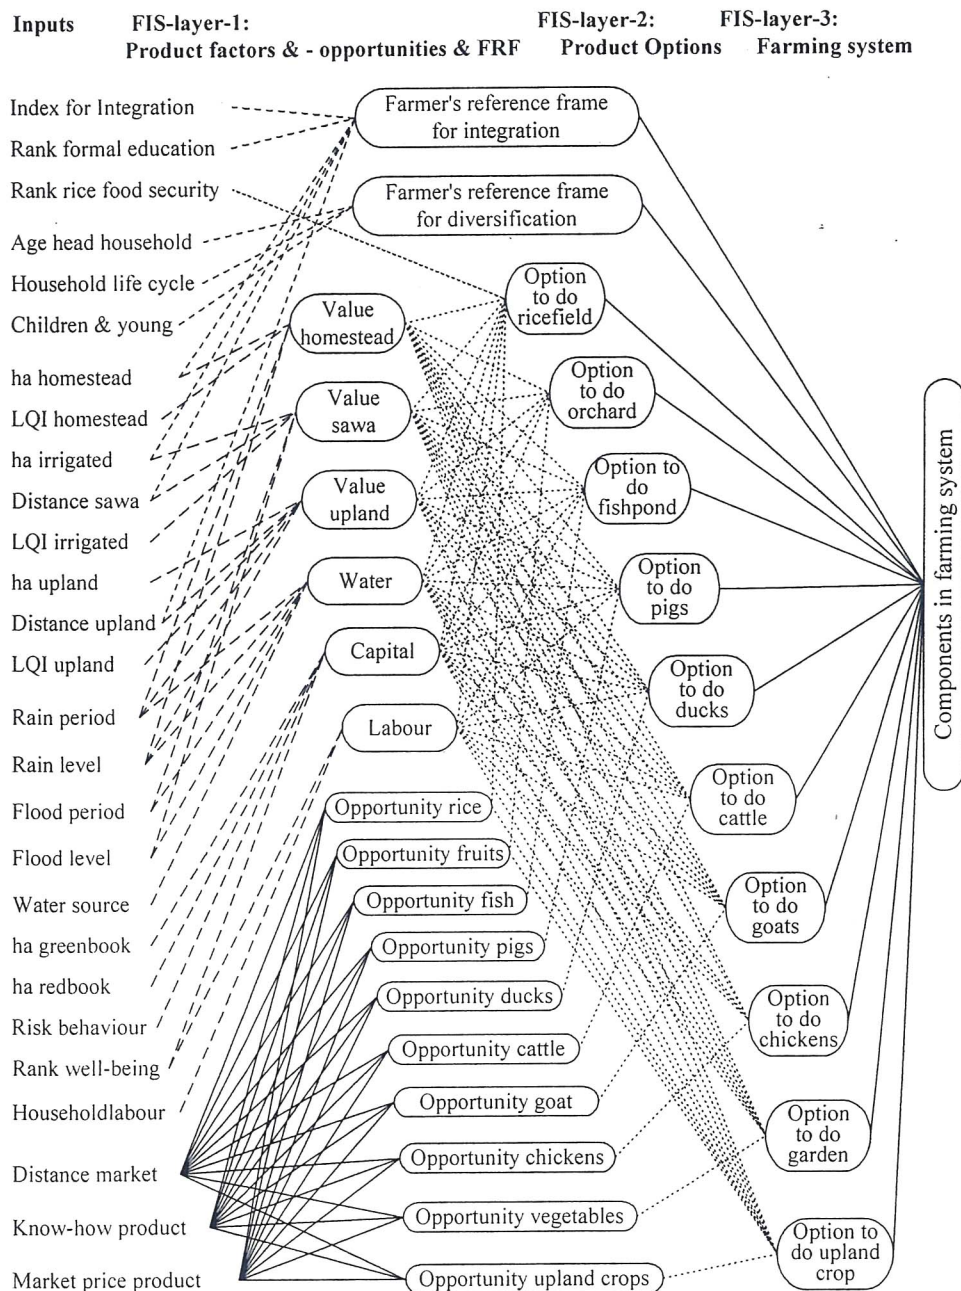 Inputs
FIS-layer-1:
Product factors & - opportunities & FRF
FIS-layer-2:
Product Options
FIS-layer-3:
Farming system
Index for Integration
Rank formal education
Rank rice food security
Age head household
Household life cycle
Children & young
ha homestead
LQI homestead
ha irrigated
Distance sawa
LQI irrigated
ha upland
Distance upland
LQI upland
Rain period
Rain level
Flood period
Flood level
Water source
ha greenbook
ha redbook
Risk behaviour
Rank well-being
Householdlabour
Distance market
Know-how product
Market price product
Farmer's reference frame
for integration
Farmer's reference frame
for diversification
Value
homestead
Value
sawa
Value
upland
Water
Capital
Labour
Opportunity rice
Opportunity fruits
Opportunity fish
Opportunity pigs
Opportunity ducks
Opportunity cattle
Opportunity goat
Opportunity chickens
Opportunity vegetables
Opportunity upland crops
Option
to do
ricefield
Option
to do
orchard
Option to
do
fishpond
Option
to do
pigs
Option
to do
ducks
Option
to do
cattle
Option
to do
goats
Option
to do
chickens
Option
to do
garden
Option to
do upland
crop
Components in farming system